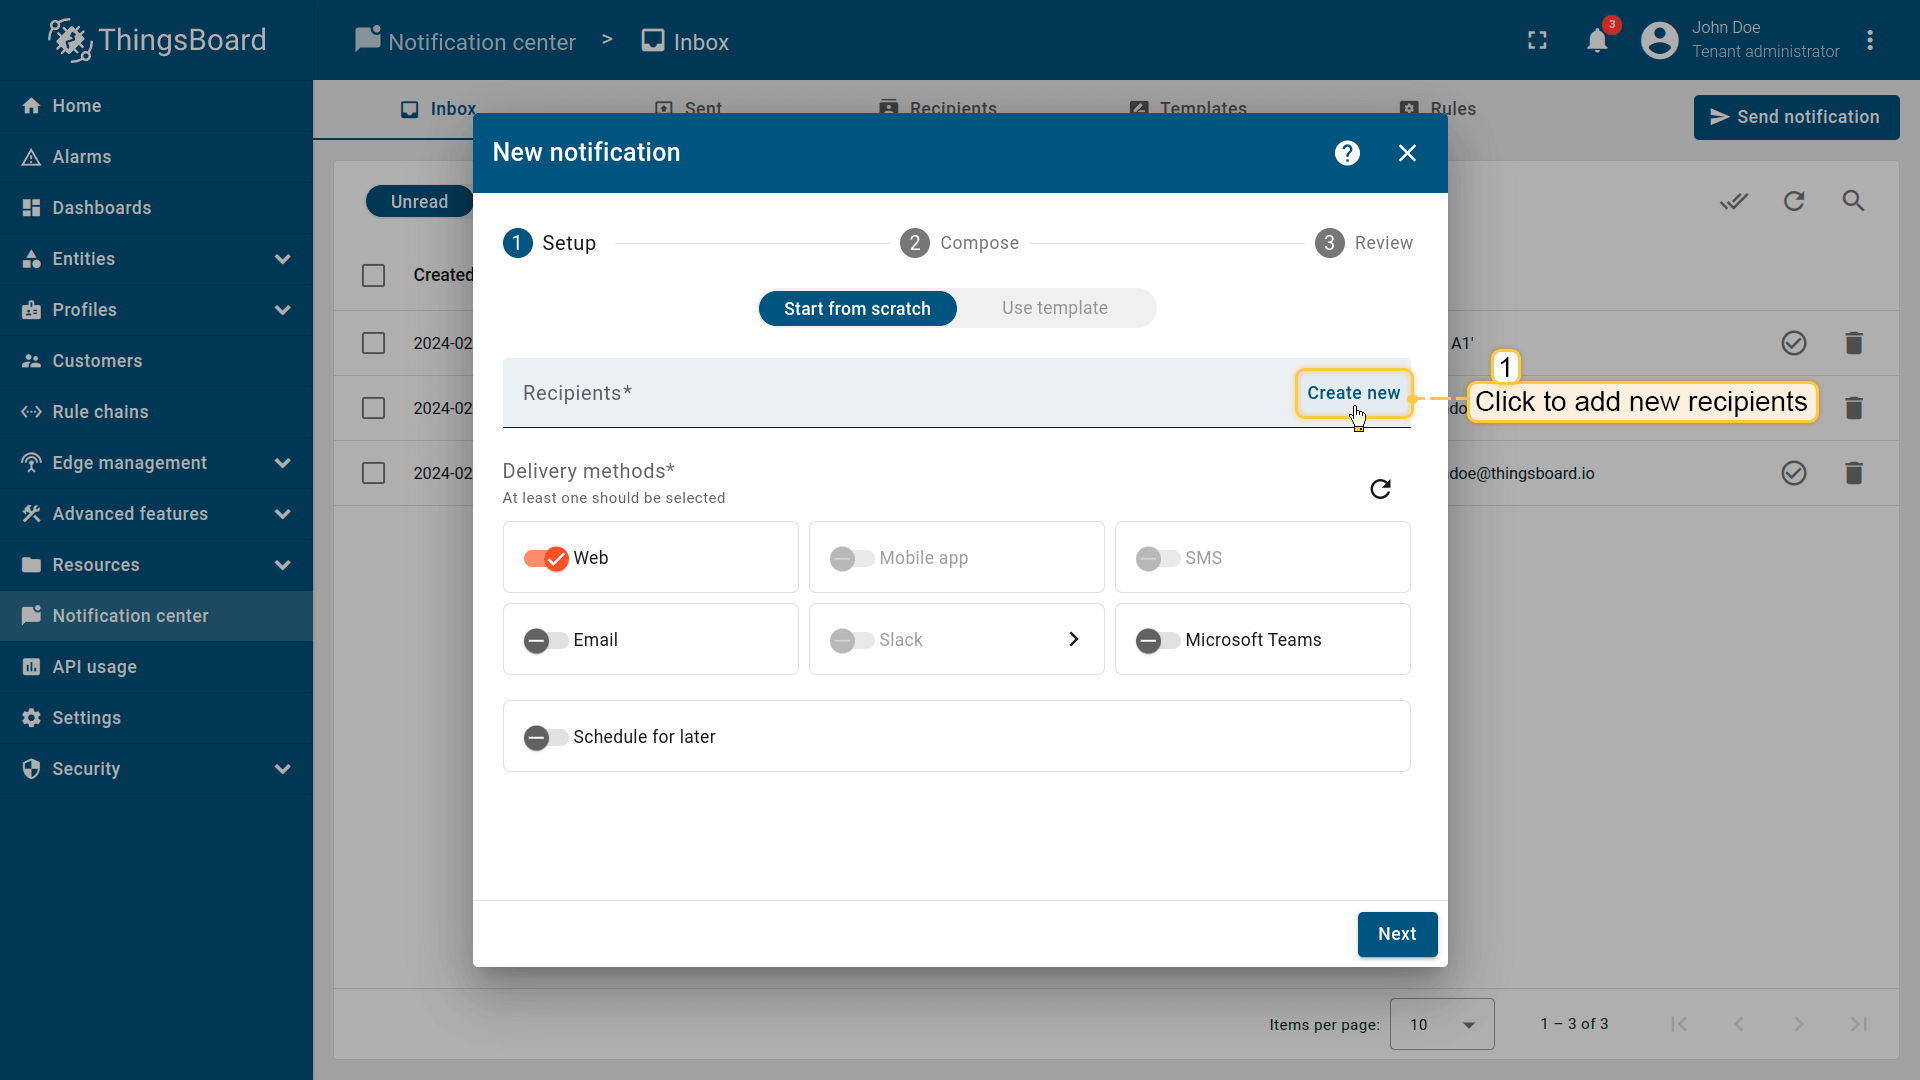 ThingsBoard
Notification center > Inbox
3
John Doe
Tenant administrator
Home
Alarms
Dashboards
Entities
Profiles
Customers
Rule chains
Edge management
Advanced features
Resources
Notification center
API usage
Settings
Security
Inbox
Sent
Recipients
Templates
Rules
Send notification
Unread
Created
2024-02
A1'
2024-02
do
2024-02
doe@thingsboard.io
New notification
?
1 Setup
2 Compose
3 Review
Start from scratch
Use template
Recipients*
Create new
1
Click to add new recipients
Delivery methods*
At least one should be selected
Web
Mobile app
SMS
Email
Slack
Microsoft Teams
Schedule for later
Next
Items per page:
10
1 – 3 of 3